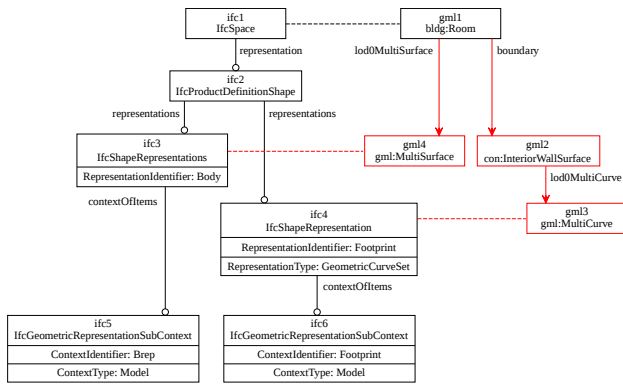 ifc1
IfcSpace
gml1
bldg:Room
representation
lod0MultiSurface
boundary
ifc2
IfcProductDefinitionShape
representations
representations
ifc3
IfcShapeRepresentations
RepresentationIdentifier: Body
gml4
gml:MultiSurface
gml2
con:InteriorWallSurface
lod0MultiCurve
contextOfItems
ifc4
IfcShapeRepresentation
RepresentationIdentifier: Footprint
RepresentationType: GeometricCurveSet
gml3
gml:MultiCurve
contextOfItems
ifc5
IfcGeometricRepresentationSubContext
ContextIdentifier: Brep
ContextType: Model
ifc6
IfcGeometricRepresentationSubContext
ContextIdentifier: Footprint
ContextType: Model